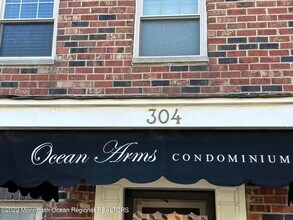 304
Ocean Arms CONDOMINIUM
©2022 Monmouth Ocean Regional REALTORS®